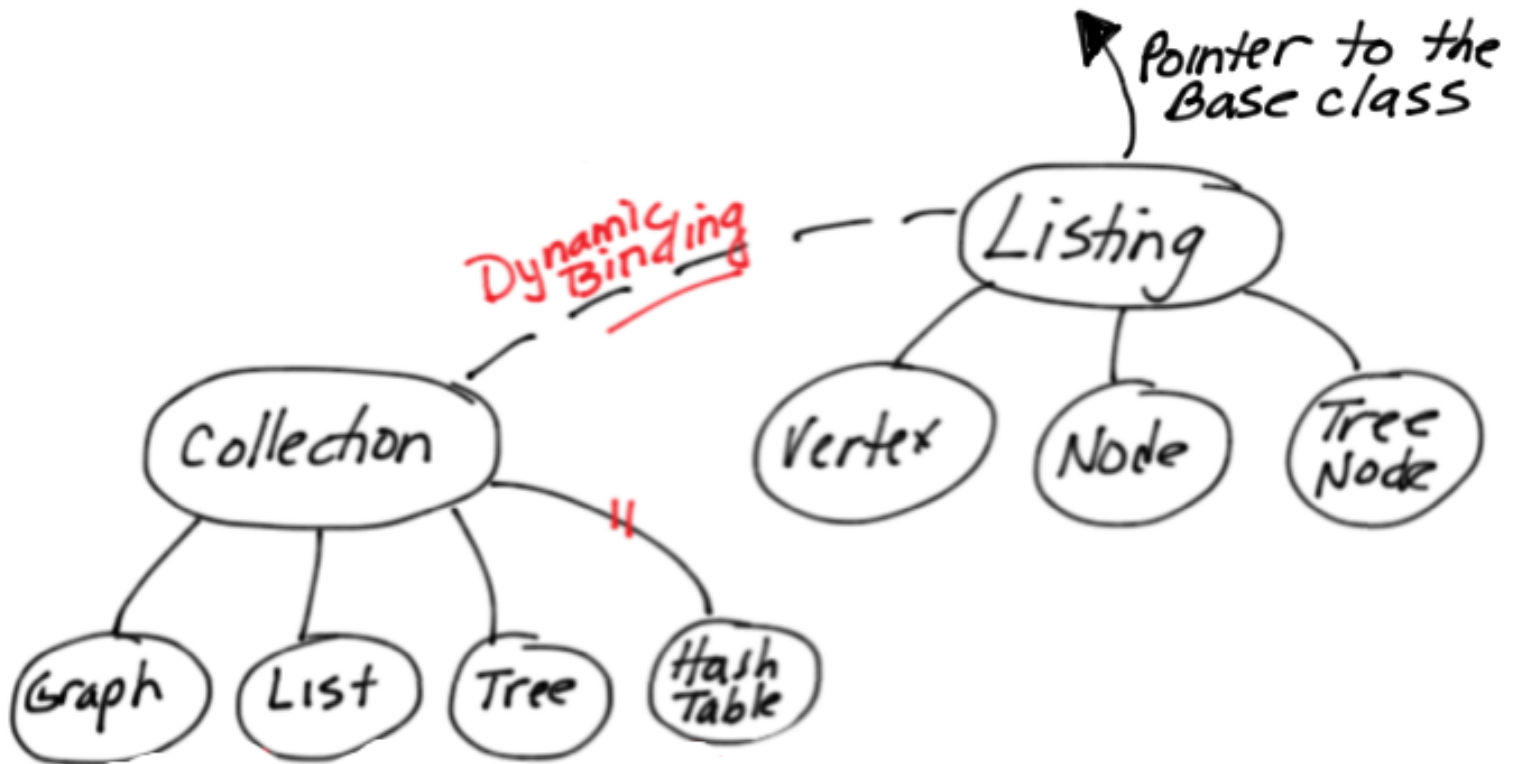 Pointer to the
Base class
Listing
Dynamic
Binding
Collection
Vertex
Node
Tree
Node
Graph
List
Tree
Hash
Table